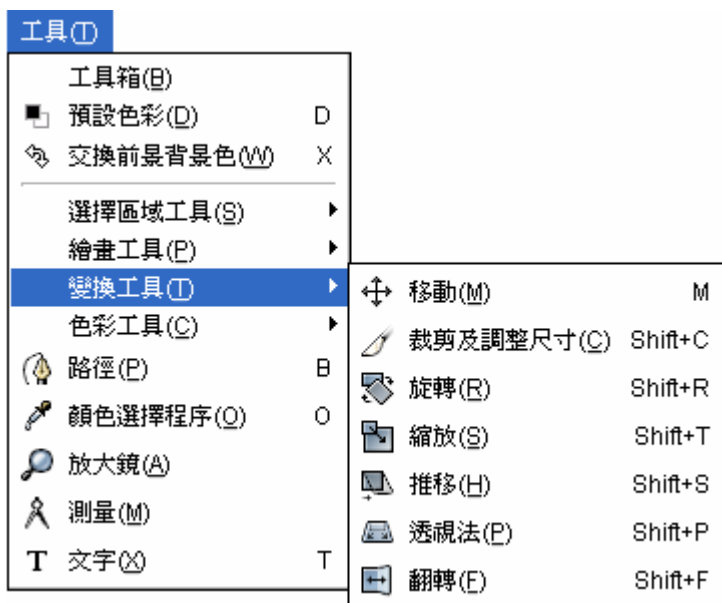 工具(T)
工具箱(B)
預設色彩(D) D
交換前景背景色(W) X
選擇區域工具(S)
繪畫工具(P)
變換工具(T)
色彩工具(C)
路徑(P) B
顏色選擇程序(O) O
放大鏡(A)
測量(M)
文字(X) T
移動(M) M
裁剪及調整尺寸(C) Shift+C
旋轉(R) Shift+R
縮放(S) Shift+T
推移(H) Shift+S
透視法(P) Shift+P
翻轉(F) Shift+F